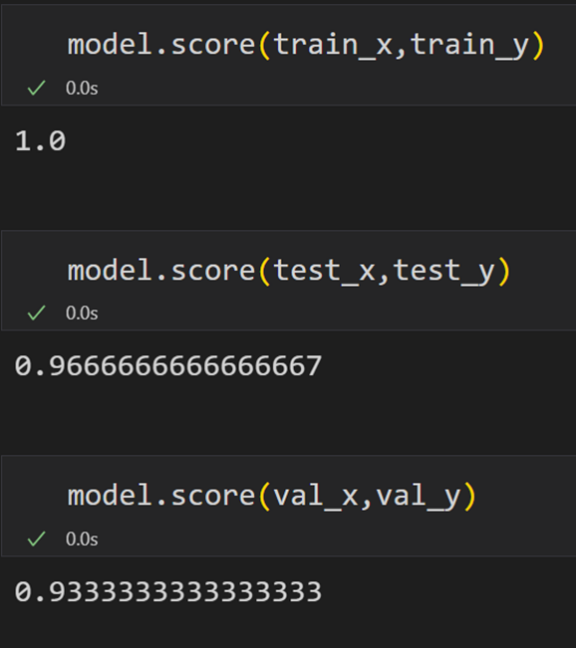 model.score(train_x,train_y)
✓ 0.0s
1.0
model.score(test_x,test_y)
✓ 0.0s
0.9666666666666667
model.score(val_x,val_y)
✓ 0.0s
0.9333333333333333